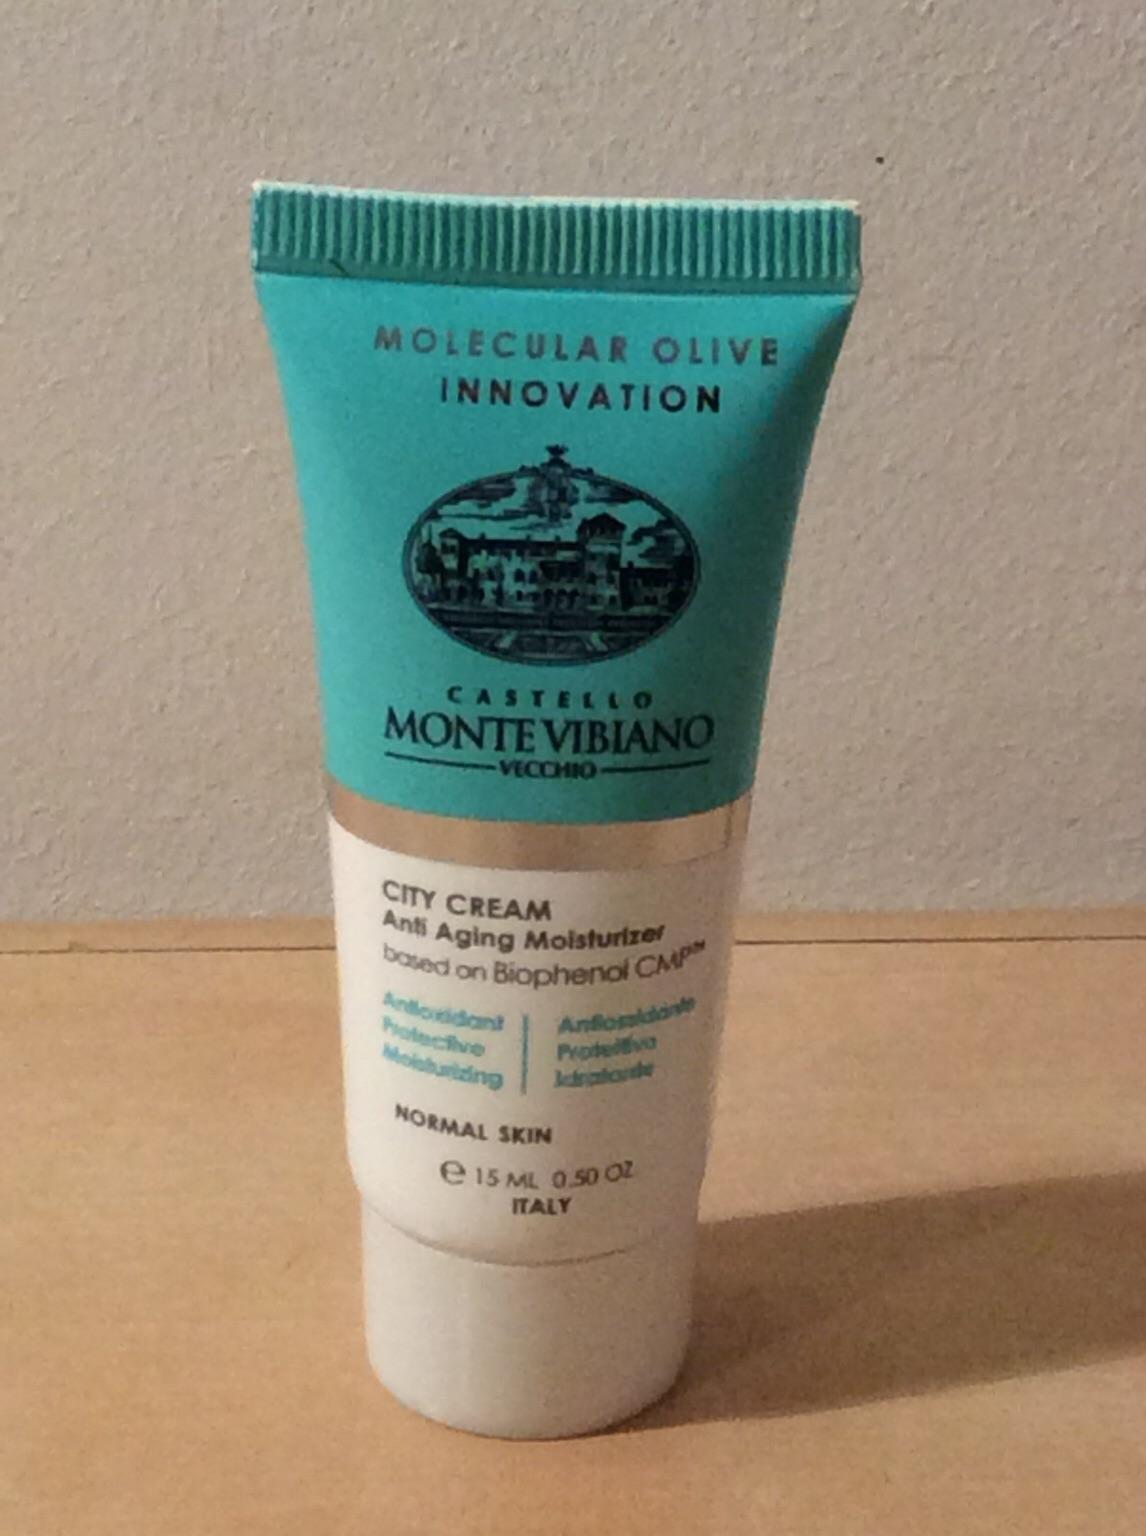 MOLECULAR OLIVE
INNOVATION
CASTELLO
MONTE VIBIANO
VECCHIO
CITY CREAM
Anti Aging Moisturizer
based on Biophenol CMP™
Antioxidant
Protective
Moisturizing
Antiossidante
Protettiva
Idratante
NORMAL SKIN
℮ 15 ML 0.50 OZ
ITALY